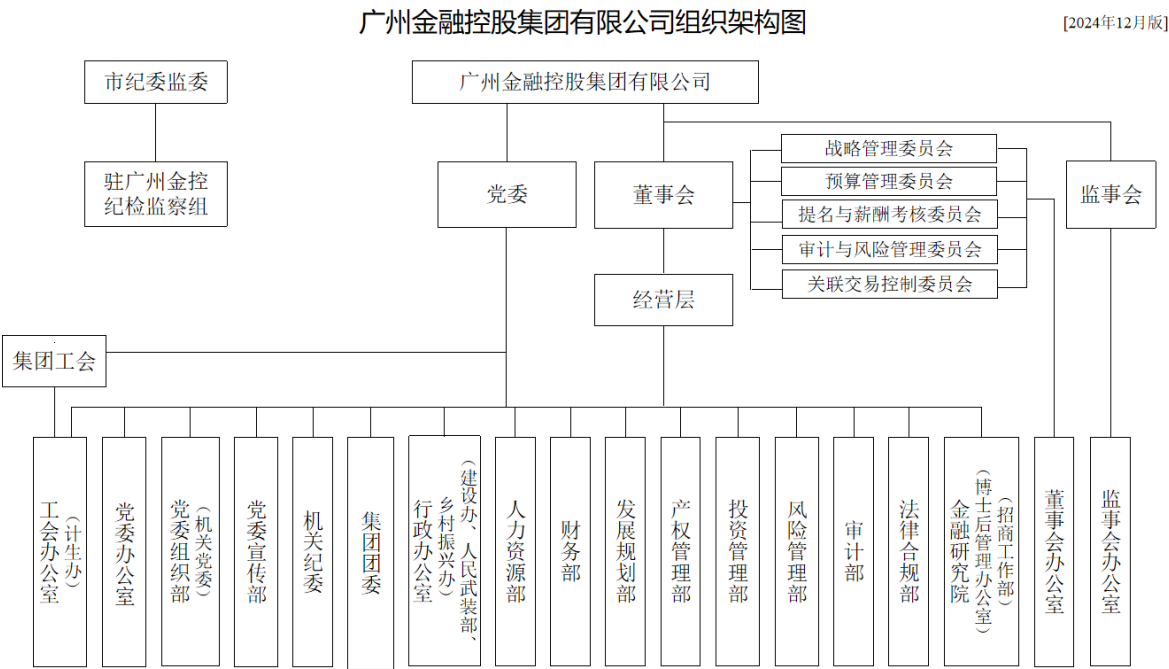 广州金融控股集团有限公司组织架构图
[2024年12月版]
市纪委监委
广州金融控股集团有限公司
驻广州金控
纪检监察组
党委
董事会
战略管理委员会
预算管理委员会
提名与薪酬考核委员会
审计与风险管理委员会
关联交易控制委员会
监事会
经营层
集团工会
工会办公室
（计生办）
党委办公室
党委组织部
（机关党委）
党委宣传部
机关纪委
集团团委
行政办公室
（建设办、人民武装部、
乡村振兴办）
人力资源部
财务部
发展规划部
产权管理部
投资管理部
风险管理部
审计部
法律合规部
金融研究院
（博士后管理办公室）
（招商工作部）
董事会办公室
监事会办公室